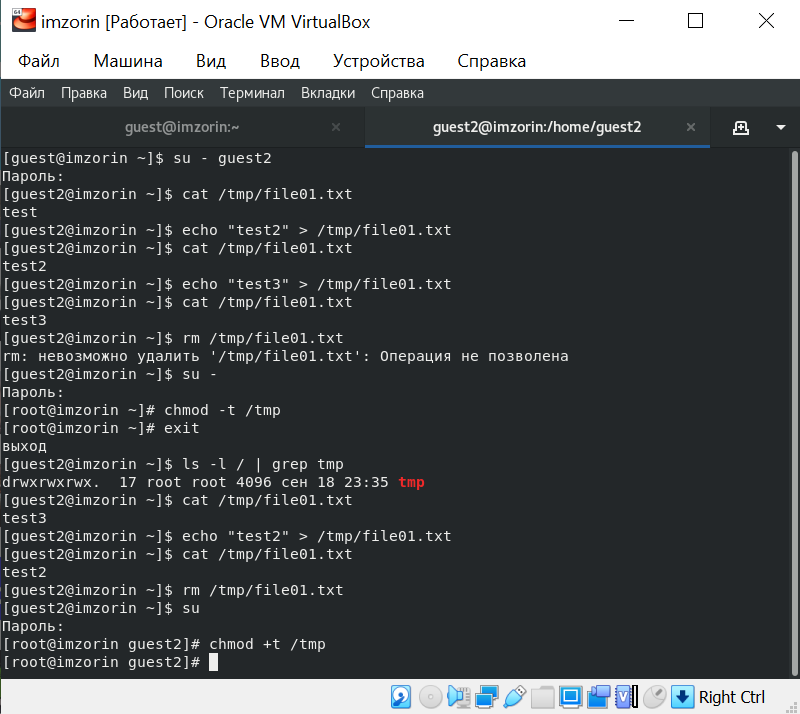 64
imzorin [Работает] - Oracle VM VirtualBox
Файл Машина Вид Ввод Устройства Справка
Файл Правка Вид Поиск Терминал Вкладки Справка
guest@imzorin:~ guest2@imzorin:/home/guest2
[guest@imzorin ~]$ su - guest2
Пароль:
[guest2@imzorin ~]$ cat /tmp/file01.txt
test
[guest2@imzorin ~]$ echo "test2" > /tmp/file01.txt
[guest2@imzorin ~]$ cat /tmp/file01.txt
test2
[guest2@imzorin ~]$ echo "test3" > /tmp/file01.txt
[guest2@imzorin ~]$ cat /tmp/file01.txt
test3
[guest2@imzorin ~]$ rm /tmp/file01.txt
rm: невозможно удалить '/tmp/file01.txt': Операция не позволена
[guest2@imzorin ~]$ su -
Пароль:
[root@imzorin ~]# chmod -t /tmp
[root@imzorin ~]# exit
выход
[guest2@imzorin ~]$ ls -l / | grep tmp
drwxrwxrwx.  17 root root 4096 сен 18 23:35 tmp
[guest2@imzorin ~]$ cat /tmp/file01.txt
test3
[guest2@imzorin ~]$ echo "test2" > /tmp/file01.txt
[guest2@imzorin ~]$ cat /tmp/file01.txt
test2
[guest2@imzorin ~]$ rm /tmp/file01.txt
[guest2@imzorin ~]$ su
Пароль:
[root@imzorin guest2]# chmod +t /tmp
[root@imzorin guest2]#
Right Ctrl